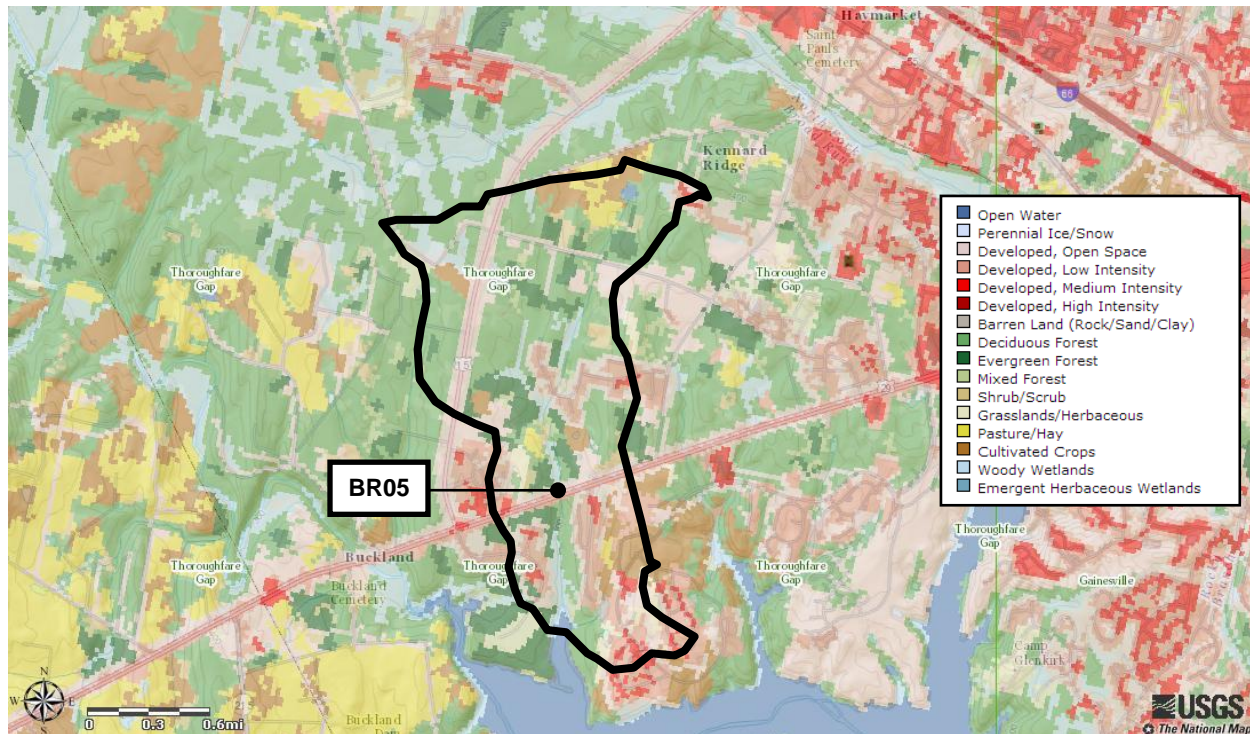 Haymarket
Saint
Pauls
Cemetery
66
Kennard
Ridge
Thoroughfare
Gap
Thoroughfare
Gap
Thoroughfare
Gap
Open Water
Perennial Ice/Snow
Developed, Open Space
Developed, Low Intensity
Developed, Medium Intensity
Developed, High Intensity
Barren Land (Rock/Sand/Clay)
Deciduous Forest
Evergreen Forest
Mixed Forest
Shrub/Scrub
Grasslands/Herbaceous
Pasture/Hay
Cultivated Crops
Woody Wetlands
Emergent Herbaceous Wetlands
BR05
Buckland
Thoroughfare
Gap
Thoroughfare
Gap
Thoroughfare
Gap
Thoroughfare
Gap
Buckland
Cemetery
Gainesville
Camp
Glenkirk
N
W E
S
0 0.3 0.6mi
215
Buckland
USGS
The National Map